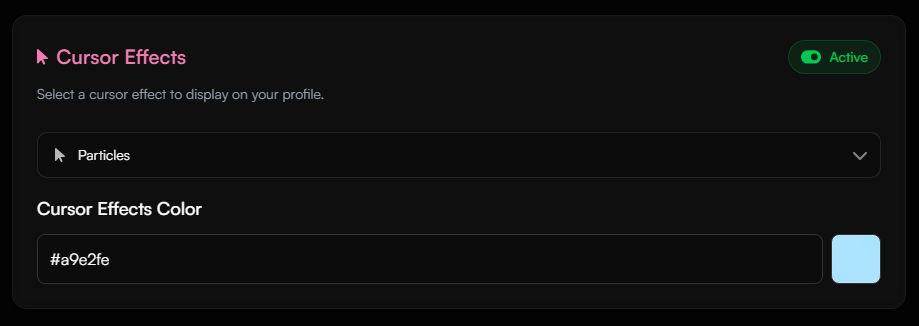 Cursor Effects
Active
Select a cursor effect to display on your profile.
Particles
Cursor Effects Color
#a9e2fe